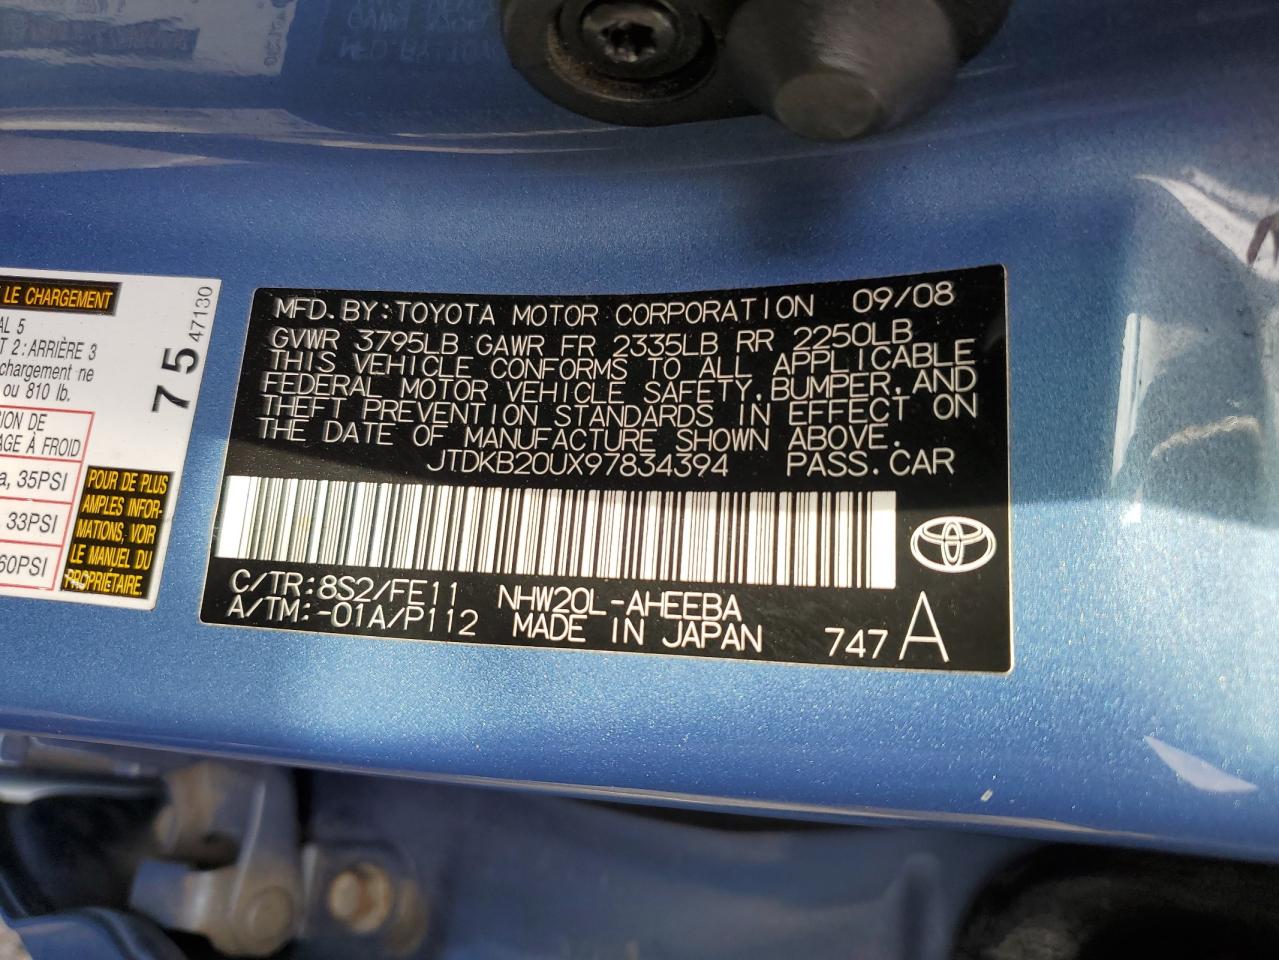 LE CHARGEMENT
AL 5
T 2 : ARRIÈRE 3
chargement ne
ou 810 lb.
ION DE
AGE À FROID
a, 35PSI
, 33PSI
60PSI
POUR DE PLUS
AMPLES INFOR-
MATIONS, VOIR
LE MANUEL DU
PROPRIÉTAIRE.
75
47130
MFD. BY: TOYOTA MOTOR CORPORATION 09/08
GVWR 3795LB GAWR FR 2335LB RR 2250LB
THIS VEHICLE CONFORMS TO ALL APPLICABLE
FEDERAL MOTOR VEHICLE SAFETY, BUMPER, AND
THEFT PREVENTION STANDARDS IN EFFECT ON
THE DATE OF MANUFACTURE SHOWN ABOVE.
JTDKB20UX97834394 PASS. CAR
C/TR: 8S2/FE11 NHW20L-AHEEBA
A/TM: -01A/P112 MADE IN JAPAN 747 A